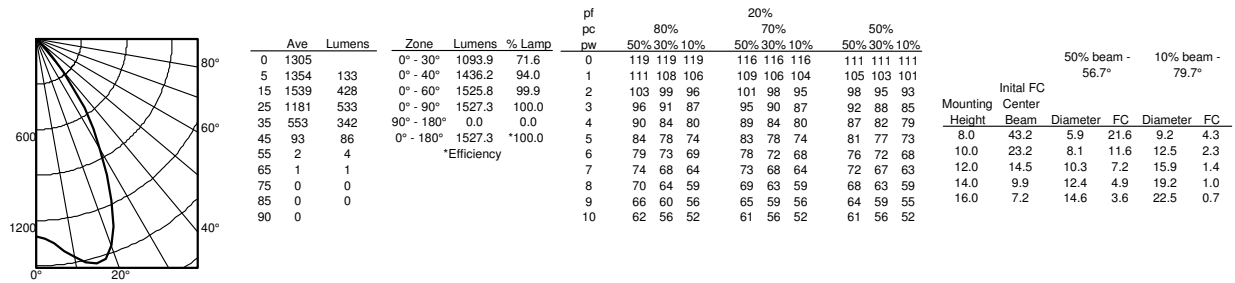 80°
60°
40°
600
1200
0° 20°
Ave Lumens
0 1305
5 1354 133
15 1539 428
25 1181 533
35 553 342
45 93 86
55 2 4
65 1 1
75 0 0
85 0 0
90 0
Zone Lumens % Lamp
0° - 30° 1093.9 71.6
0° - 40° 1436.2 94.0
0° - 60° 1525.8 99.9
0° - 90° 1527.3 100.0
90° - 180° 0.0 0.0
0° - 180° 1527.3 *100.0
*Efficiency
pf 20%
pc 80% 70% 50%
pw 50% 30% 10% 50% 30% 10% 50% 30% 10%
0 119 119 119 116 116 116 111 111 111
1 111 108 106 109 106 104 105 103 101
2 103 99 96 101 98 95 98 95 93
3 96 91 87 95 90 87 92 88 85
4 90 84 80 89 84 80 87 82 79
5 84 78 74 83 78 74 81 77 73
6 79 73 69 78 72 68 76 72 68
7 74 68 64 73 68 64 72 67 63
8 70 64 59 69 63 59 68 63 59
9 66 60 56 65 59 56 64 59 55
10 62 56 52 61 56 52 61 56 52
50% beam - 10% beam -
56.7° 79.7°
Inital FC
Mounting Center
Height Beam Diameter FC Diameter FC
8.0 43.2 5.9 21.6 9.2 4.3
10.0 23.2 8.1 11.6 12.5 2.3
12.0 14.5 10.3 7.2 15.9 1.4
14.0 9.9 12.4 4.9 19.2 1.0
16.0 7.2 14.6 3.6 22.5 0.7